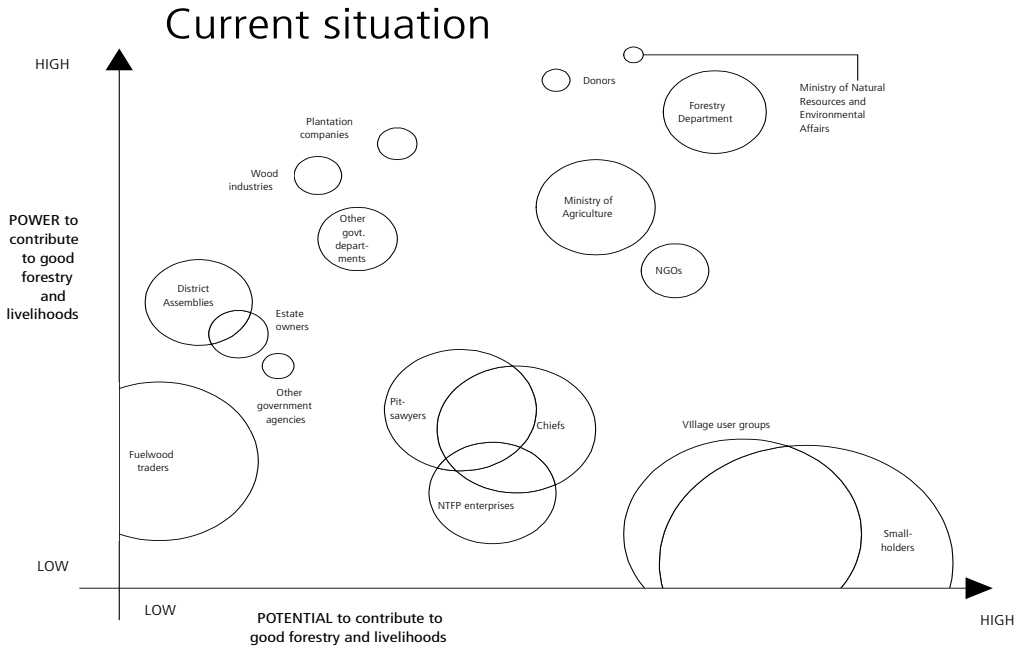 Current situation
HIGH
Donors
Ministry of Natural
Resources and
Environmental
Affairs
Forestry
Department
Plantation
companies
Wood
industries
Ministry of
Agriculture
Other
govt.
depart-
ments
POWER to
contribute
to good
forestry
and
livelihoods
NGOs
District
Assemblies
Estate
owners
Other
government
agencies
Pit-
sawyers
Chiefs
VIllage user groups
Fuelwood
traders
NTFP enterprises
Small-
holders
LOW
LOW
POTENTIAL to contribute to
good forestry and livelihoods
HIGH